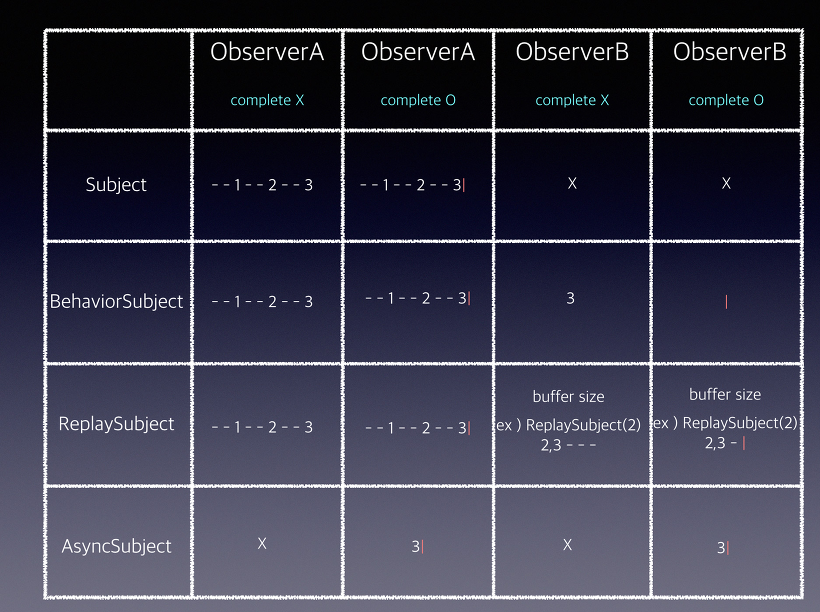 ObserverA
ObserverA
ObserverB
ObserverB
complete X
complete O
complete X
complete O
Subject
- - 1 - - 2 - - 3
- - 1 - - 2 - - 3|
X
X
BehaviorSubject
- - 1 - - 2 - - 3
- - 1 - - 2 - - 3|
3
|
ReplaySubject
- - 1 - - 2 - - 3
- - 1 - - 2 - - 3|
buffer size
ex ) ReplaySubject(2)
2,3 - - -
buffer size
ex ) ReplaySubject(2)
2,3 - |
AsyncSubject
X
3|
X
3|